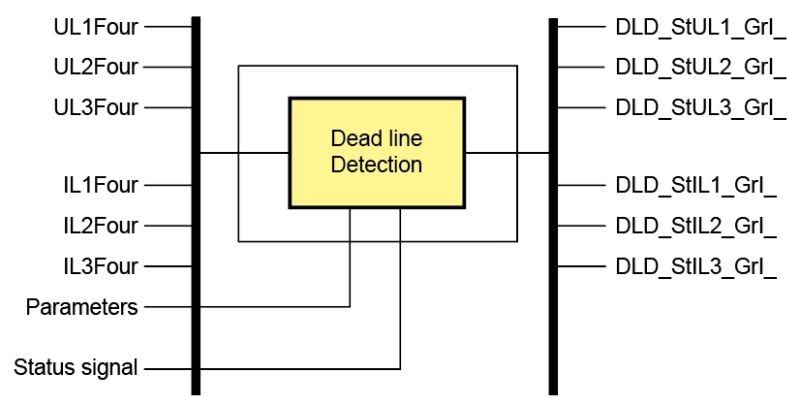 UL1Four
UL2Four
UL3Four
IL1Four
IL2Four
IL3Four
Parameters
Status signal
Dead line
Detection
DLD_StUL1_GrI_
DLD_StUL2_GrI_
DLD_StUL3_GrI_
DLD_StIL1_GrI_
DLD_StIL2_GrI_
DLD_StIL3_GrI_